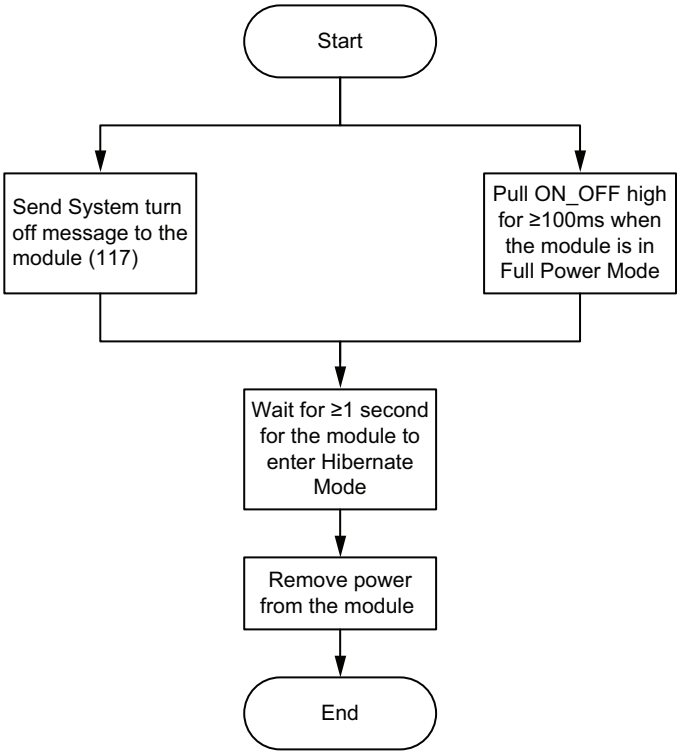 Start
Send System turn
off message to the
module (117)
Pull ON_OFF high
for ≥100ms when
the module is in
Full Power Mode
Wait for ≥1 second
for the module to
enter Hibernate
Mode
Remove power
from the module
End